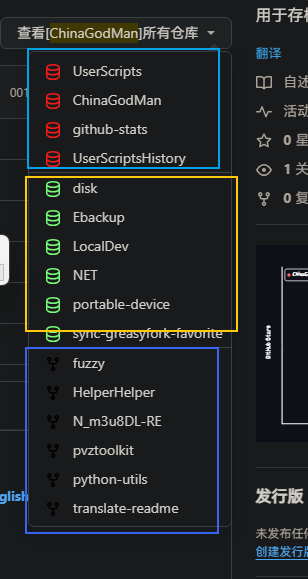 查看[ChinaGodMan]所有仓库
UserScripts
ChinaGodMan
github-stats
UserScriptsHistory
disk
Ebackup
LocalDev
NET
portable-device
sync-greasyfork-favorite
fuzzy
HelperHelper
N_m3u8DL-RE
pvztoolkit
python-utils
translate-readme
001
glish
用于存
翻译
自述
活动
0 星
1 关
0 复
GitHub Stars
发行版
未发布任
创建发行版